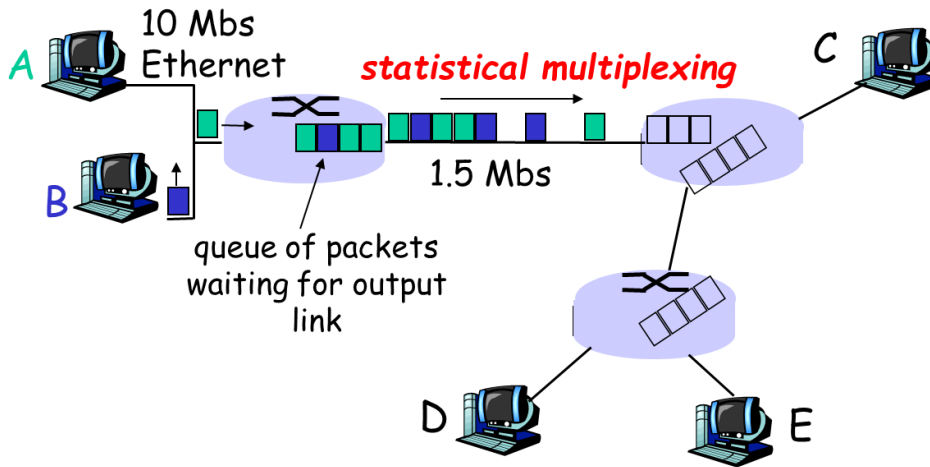 10 Mbs
Ethernet
A
statistical multiplexing
C
B
1.5 Mbs
queue of packets
waiting for output
link
D
E